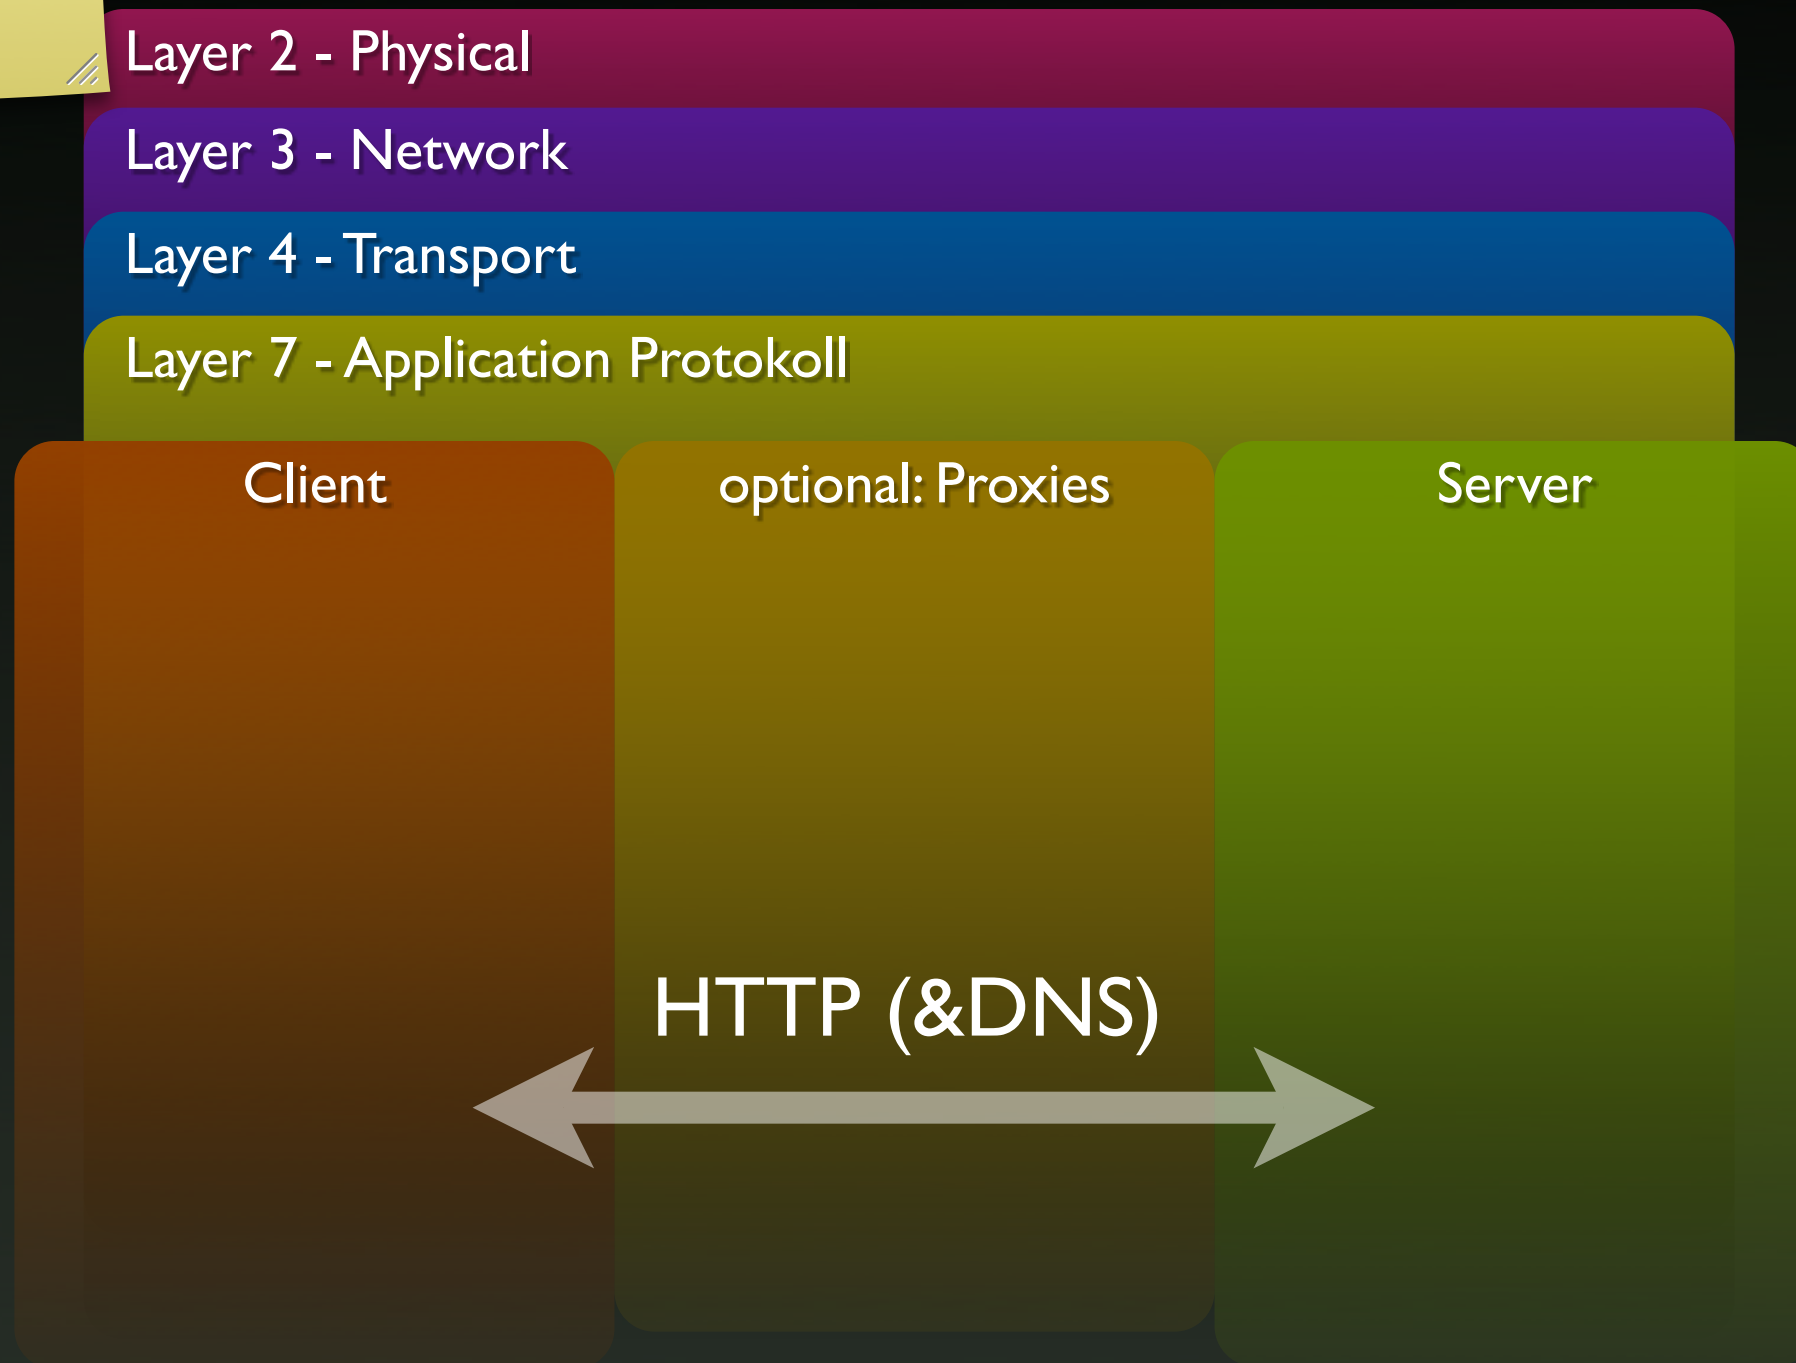 Layer 2 - Physical
Layer 3 - Network
Layer 4 - Transport
Layer 7 - Application Protokoll
Client
optional: Proxies
Server
HTTP (&DNS)